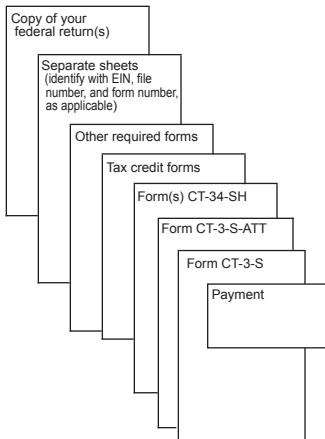 Copy of your
federal return(s)
Separate sheets
(identify with EIN, file
number, and form number,
as applicable)
Other required forms
Tax credit forms
Form(s) CT-34-SH
Form CT-3-S-ATT
Form CT-3-S
Payment